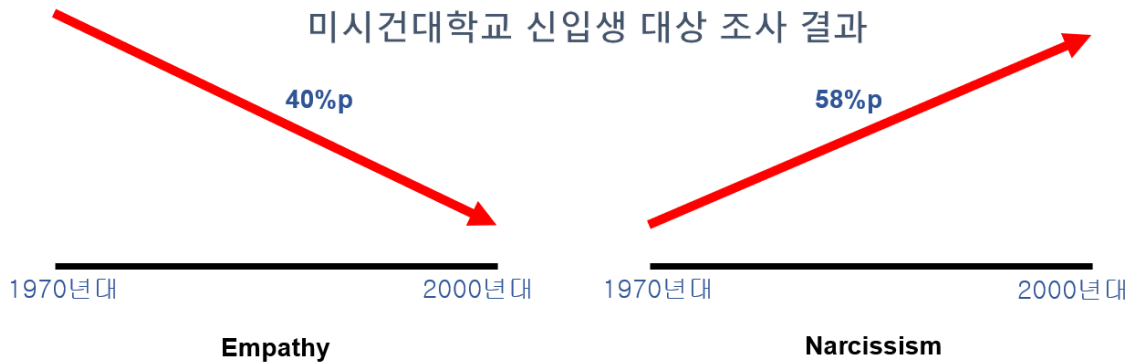 미시건대학교 신입생 대상 조사 결과
40%p
58%p
1970년대
2000년대
1970년대
2000년대
Empathy
Narcissism